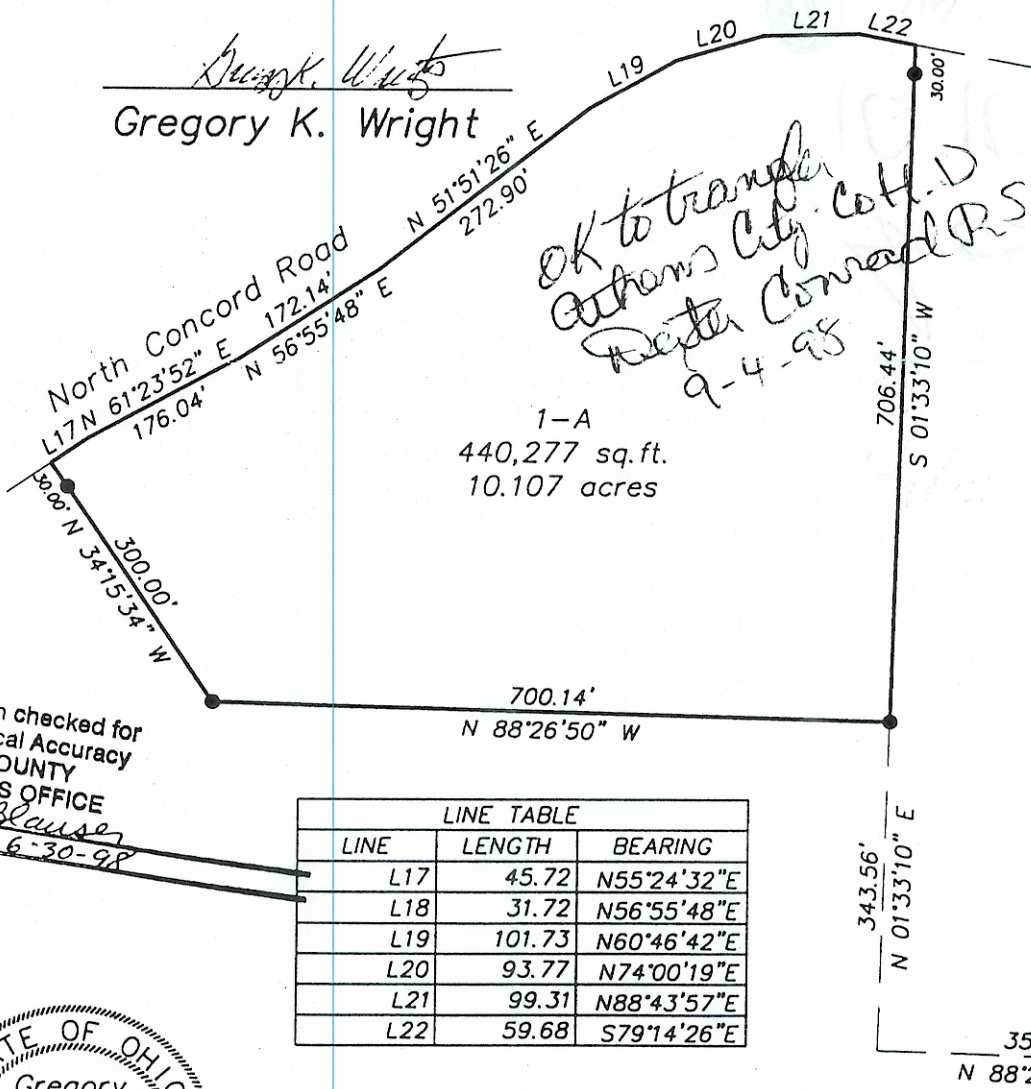 L21
L22
L20
L19
30.00'
Gregory K. Wright
N 51°51'26" E
272.90'
OK to transfer
Athens City-Co H.D
Conrad RS
9-4-98
North Concord Road
172.14'
N 56°55'48" E
L17 N 61°23'52" E
176.04'
706.44'
S 01°33'10" W
1-A
440,277 sq.ft.
10.107 acres
30.00'
300.00'
N 34°15'34" W
700.14'
N 88°26'50" W
n checked for
cal Accuracy
OUNTY
S OFFICE
6-30-98
LINE TABLE
LINE LENGTH BEARING
L17 45.72 N55°24'32"E
L18 31.72 N56°55'48"E
L19 101.73 N60°46'42"E
L20 93.77 N74°00'19"E
L21 99.31 N88°43'57"E
L22 59.68 S79°14'26"E
343.56'
N 01°33'10" E
TE OF OHIO
Gregory
35
N 88°2